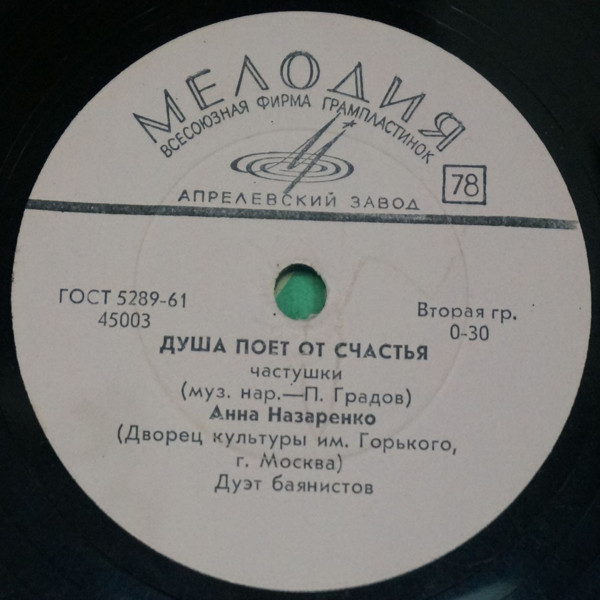 МЕЛОДИЯ
ВСЕСОЮЗНАЯ ФИРМА ГРАМПЛАСТИНОК
АПРЕЛЕВСКИЙ ЗАВОД
78
ГОСТ 5289-61
45003
Вторая гр.
0-30
ДУША ПОЕТ ОТ СЧАСТЬЯ
частушки
(муз. нар.—П. Градов)
Анна Назаренко
(Дворец культуры им. Горького,
г. Москва)
Дуэт баянистов